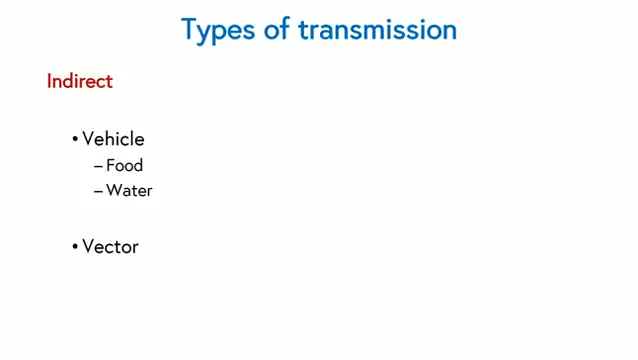 Types of transmission
Indirect
• Vehicle
– Food
– Water
• Vector